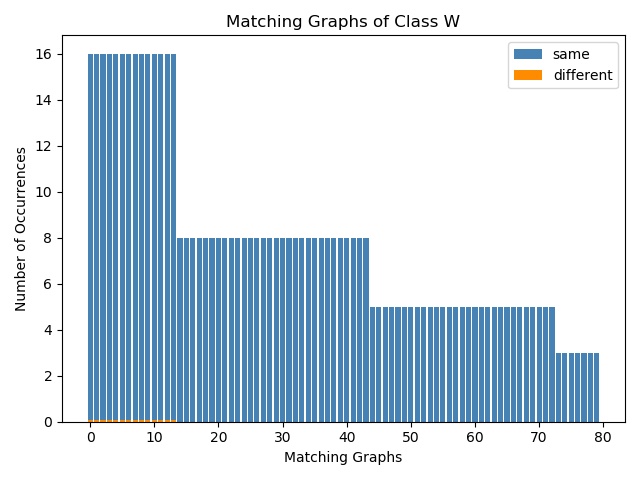 Matching Graphs of Class W
same
different
Number of Occurrences
16
14
12
10
8
6
4
2
0
0 10 20 30 40 50 60 70 80
Matching Graphs